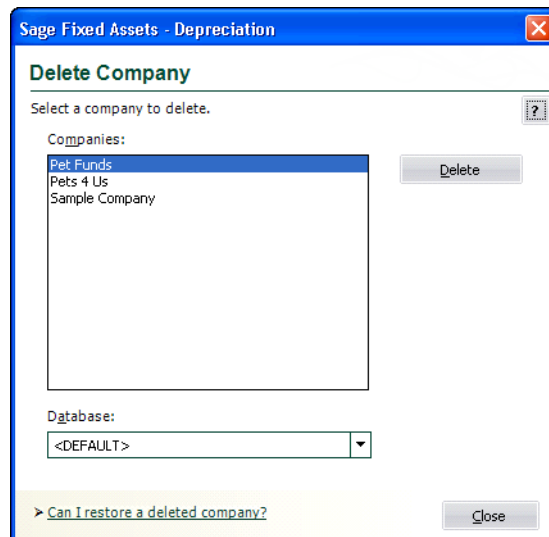 Sage Fixed Assets - Depreciation
Delete Company
Select a company to delete.
?
Companies:
Pet Funds
Pets 4 Us
Sample Company
Delete
Database:
<DEFAULT>
Can I restore a deleted company?
Close